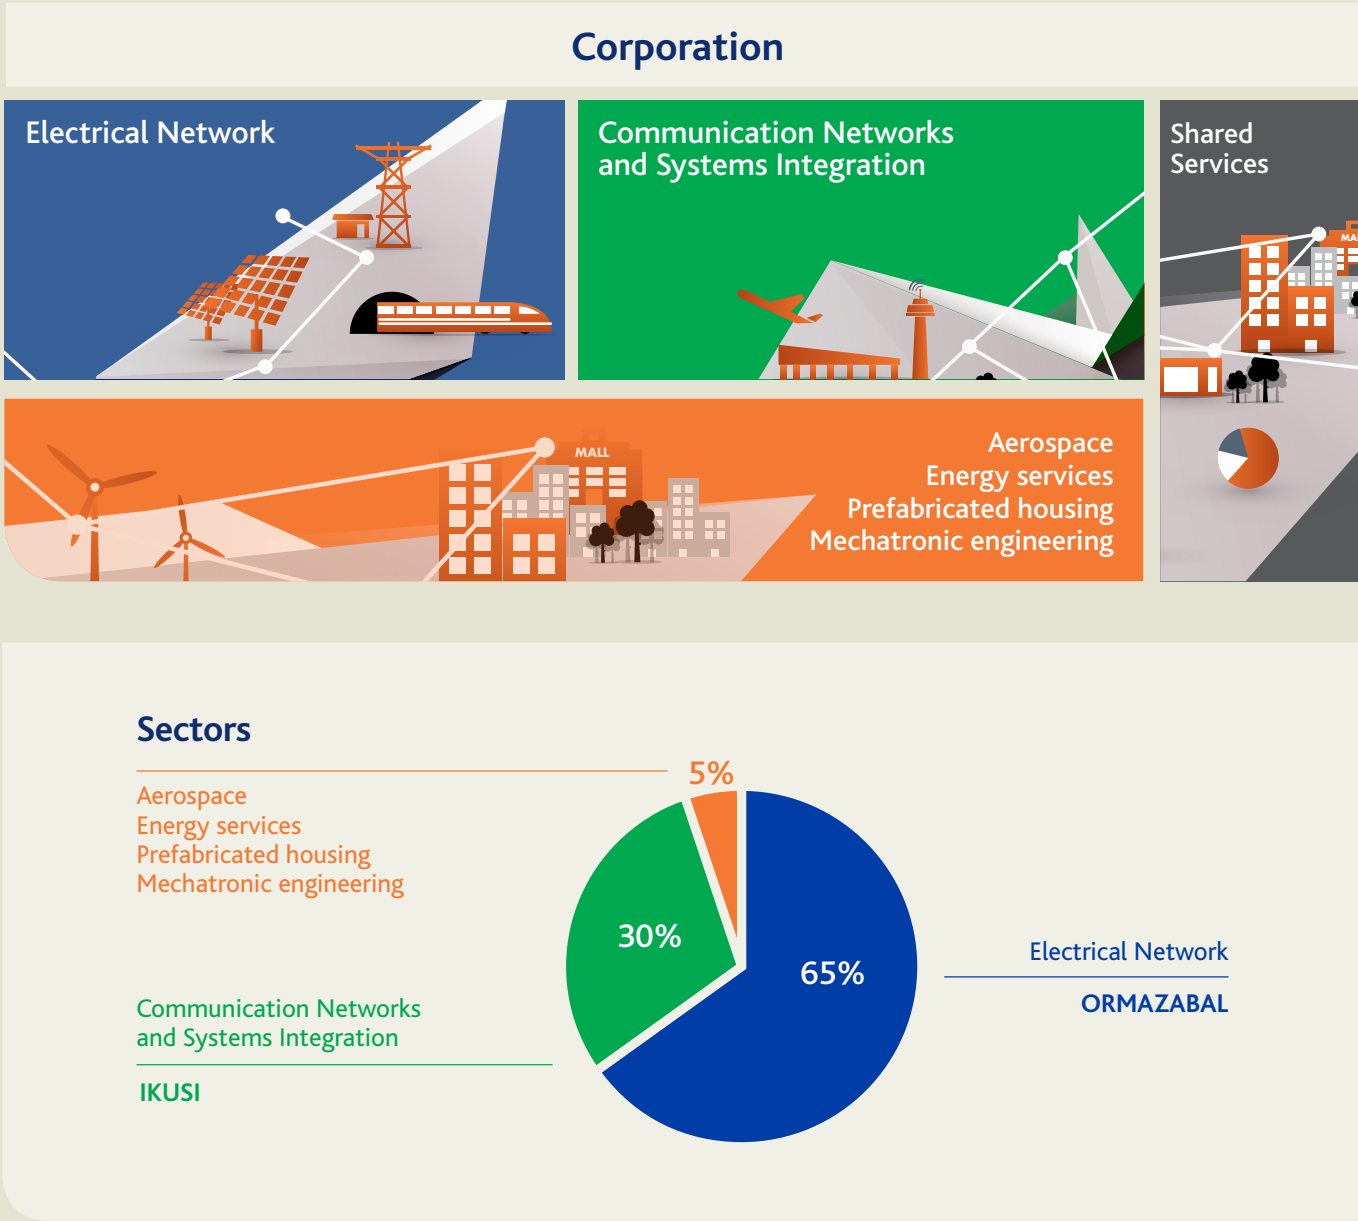 Corporation
Electrical Network
Communication Networks
and Systems Integration
Shared
Services
MALL
Aerospace
Energy services
Prefabricated housing
Mechatronic engineering
Sectors
5%
Aerospace
Energy services
Prefabricated housing
Mechatronic engineering
30%
65%
Electrical Network
ORMAZABAL
Communication Networks
and Systems Integration
IKUSI